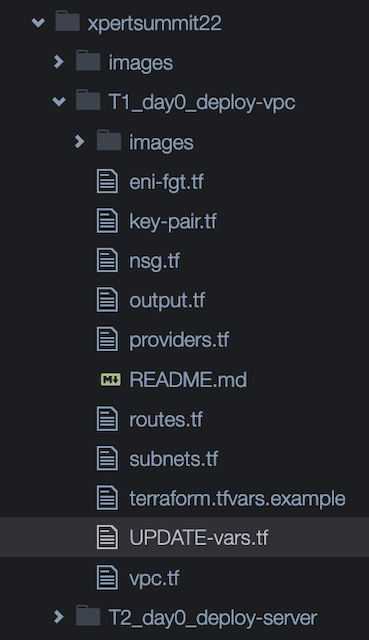 xpertsummit22
images
T1_day0_deploy-vpc
images
eni-fgt.tf
key-pair.tf
nsg.tf
output.tf
providers.tf
README.md
routes.tf
subnets.tf
terraform.tfvars.example
UPDATE-vars.tf
vpc.tf
T2_day0_deploy-server